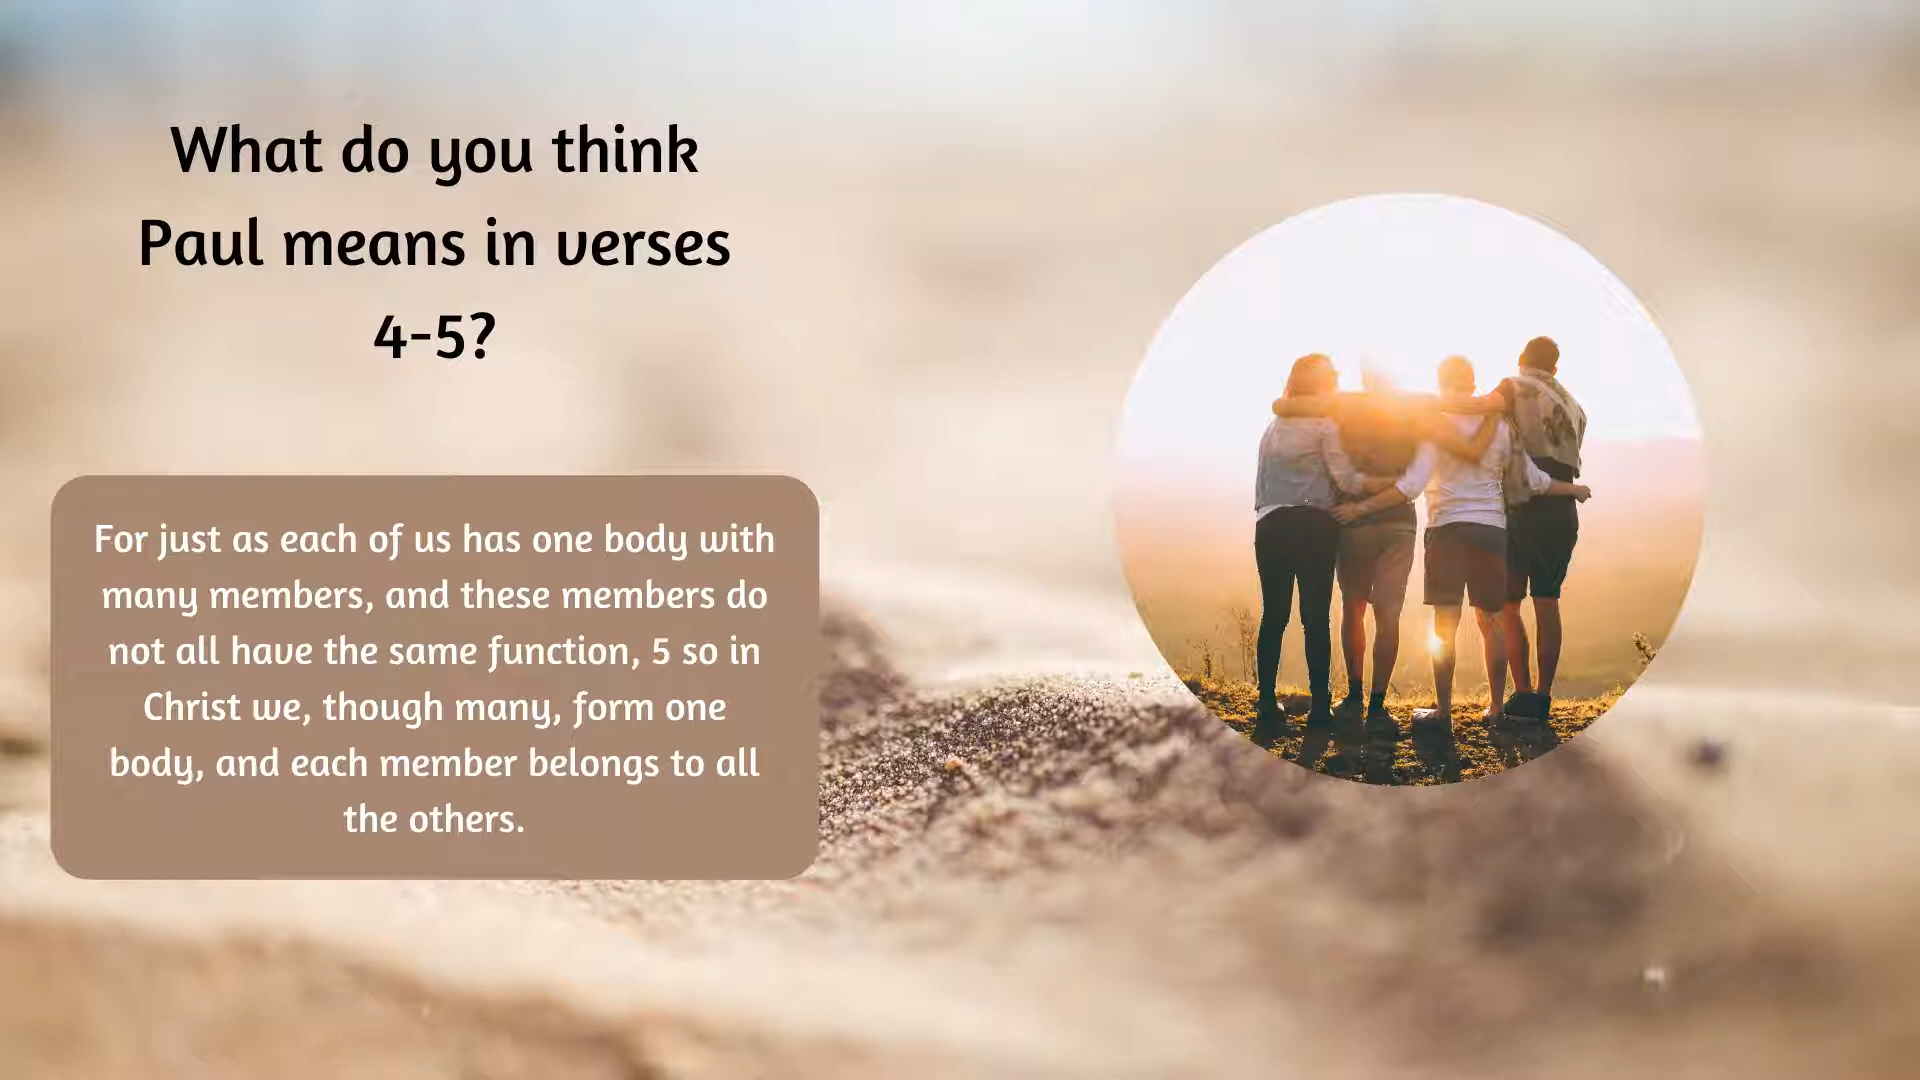 What do you think
Paul means in verses
4-5?
For just as each of us has one body with
many members, and these members do
not all have the same function, 5 so in
Christ we, though many, form one
body, and each member belongs to all
the others.